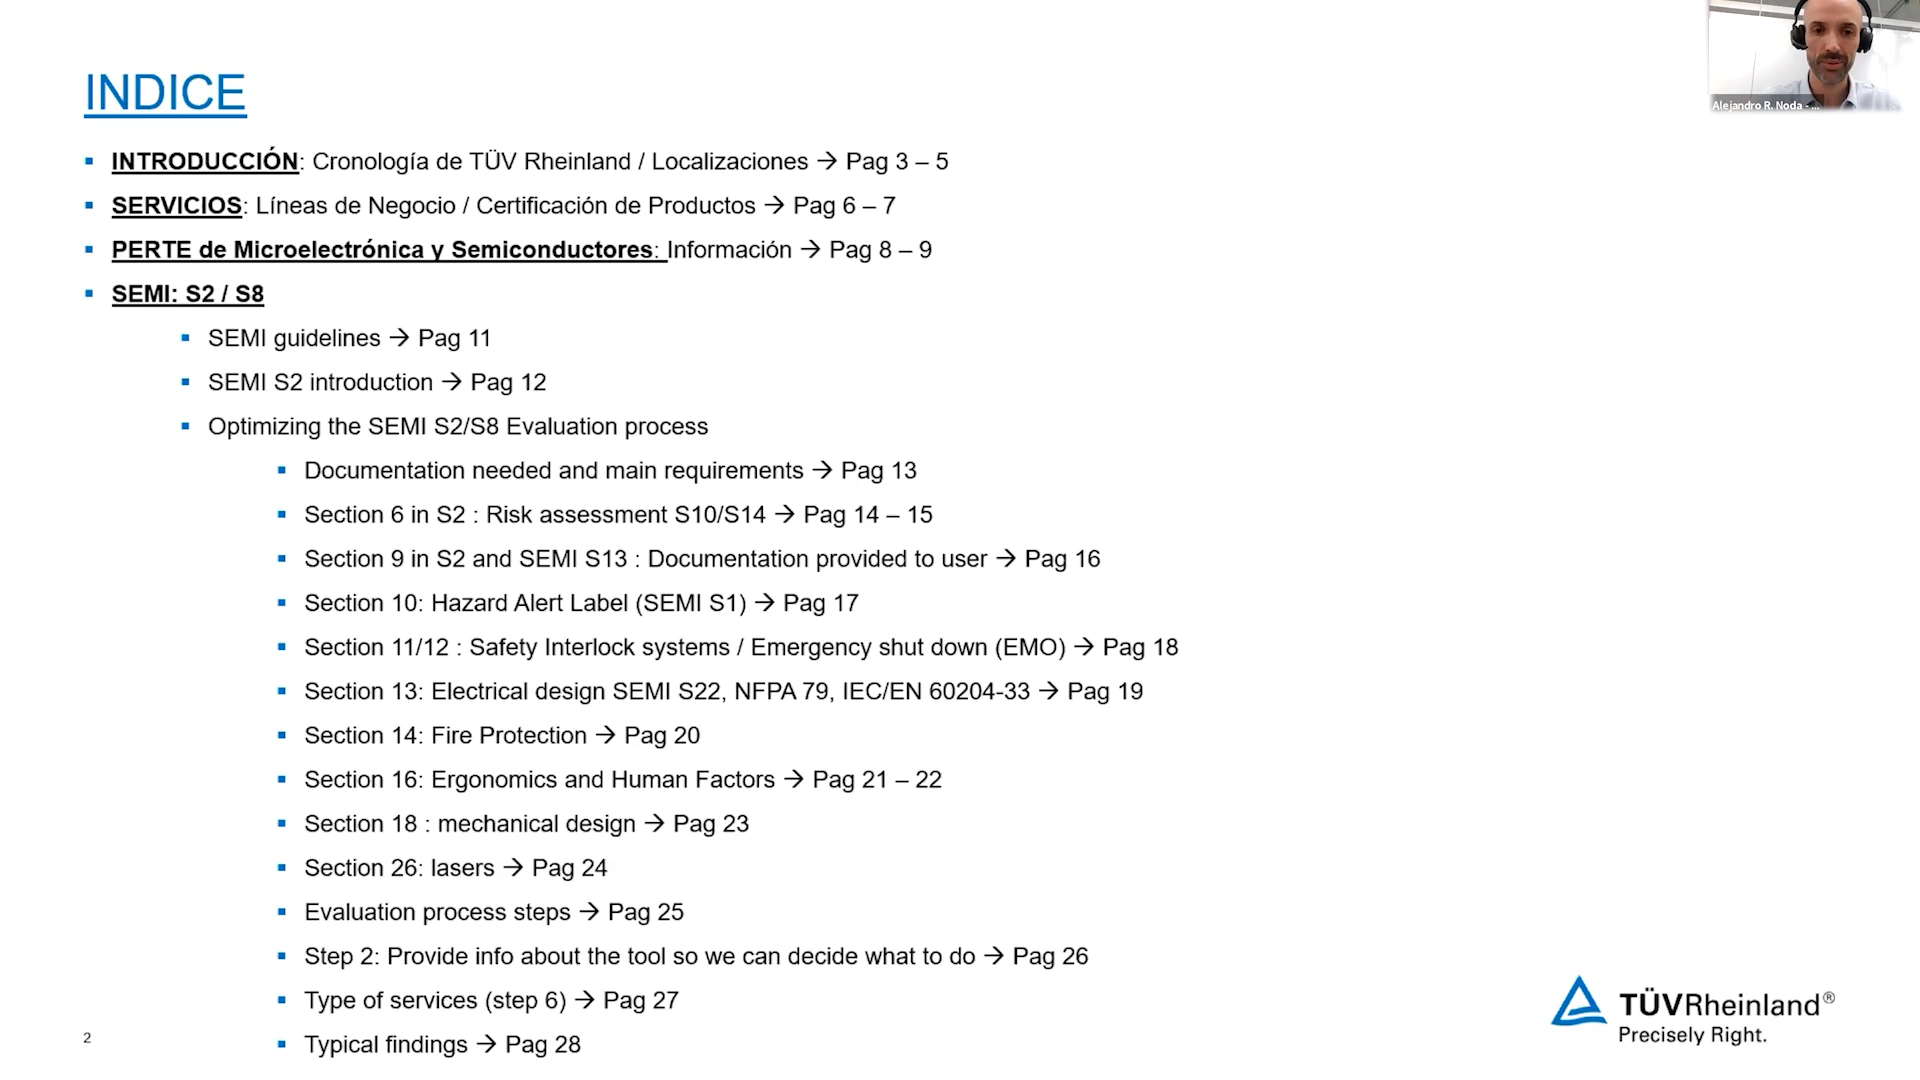 INDICE
Alejandro R. Noda - ...
▪ INTRODUCCIÓN: Cronología de TÜV Rheinland / Localizaciones → Pag 3 – 5
▪ SERVICIOS: Líneas de Negocio / Certificación de Productos → Pag 6 – 7
▪ PERTE de Microelectrónica y Semiconductores: Información → Pag 8 – 9
▪ SEMI: S2 / S8
▪ SEMI guidelines → Pag 11
▪ SEMI S2 introduction → Pag 12
▪ Optimizing the SEMI S2/S8 Evaluation process
▪ Documentation needed and main requirements → Pag 13
▪ Section 6 in S2 : Risk assessment S10/S14 → Pag 14 – 15
▪ Section 9 in S2 and SEMI S13 : Documentation provided to user → Pag 16
▪ Section 10: Hazard Alert Label (SEMI S1) → Pag 17
▪ Section 11/12 : Safety Interlock systems / Emergency shut down (EMO) → Pag 18
▪ Section 13: Electrical design SEMI S22, NFPA 79, IEC/EN 60204-33 → Pag 19
▪ Section 14: Fire Protection → Pag 20
▪ Section 16: Ergonomics and Human Factors → Pag 21 – 22
▪ Section 18 : mechanical design → Pag 23
▪ Section 26: lasers → Pag 24
▪ Evaluation process steps → Pag 25
▪ Step 2: Provide info about the tool so we can decide what to do → Pag 26
▪ Type of services (step 6) → Pag 27
▪ Typical findings → Pag 28
2
TÜVRheinland®
Precisely Right.